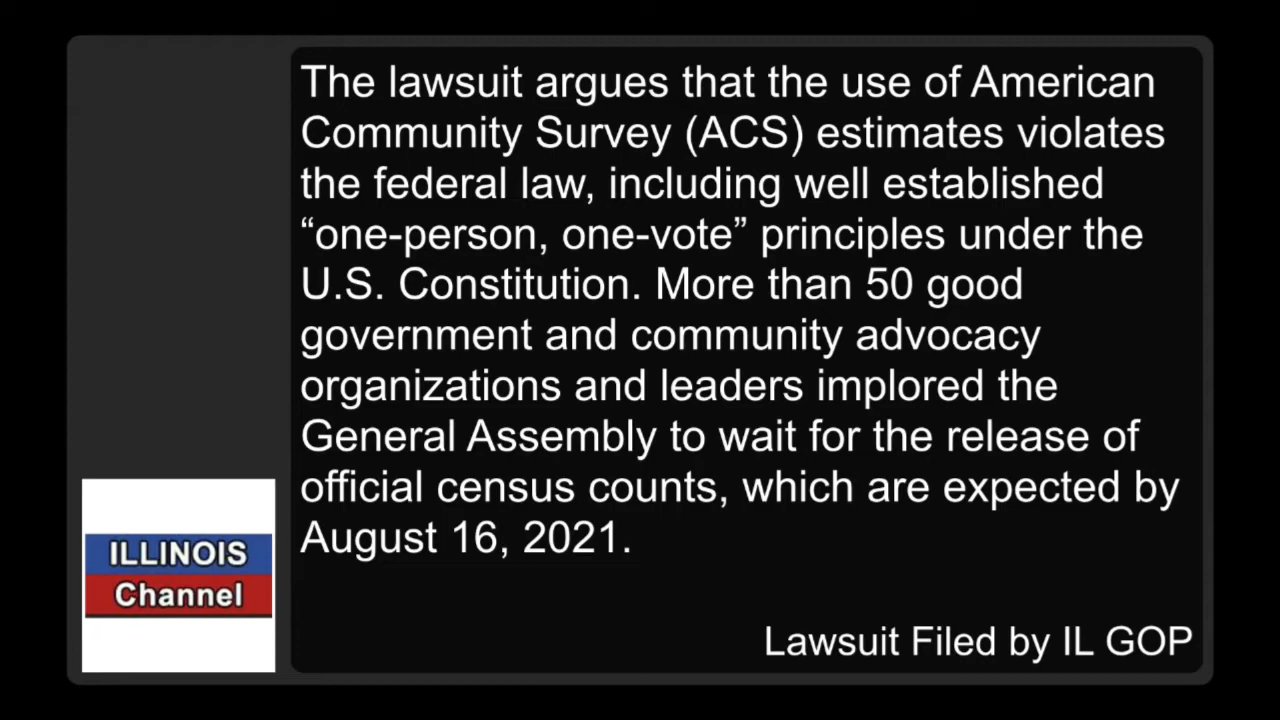 The lawsuit argues that the use of American
Community Survey (ACS) estimates violates
the federal law, including well established
“one-person, one-vote” principles under the
U.S. Constitution. More than 50 good
government and community advocacy
organizations and leaders implored the
General Assembly to wait for the release of
official census counts, which are expected by
August 16, 2021.
ILLINOIS
Channel
Lawsuit Filed by IL GOP